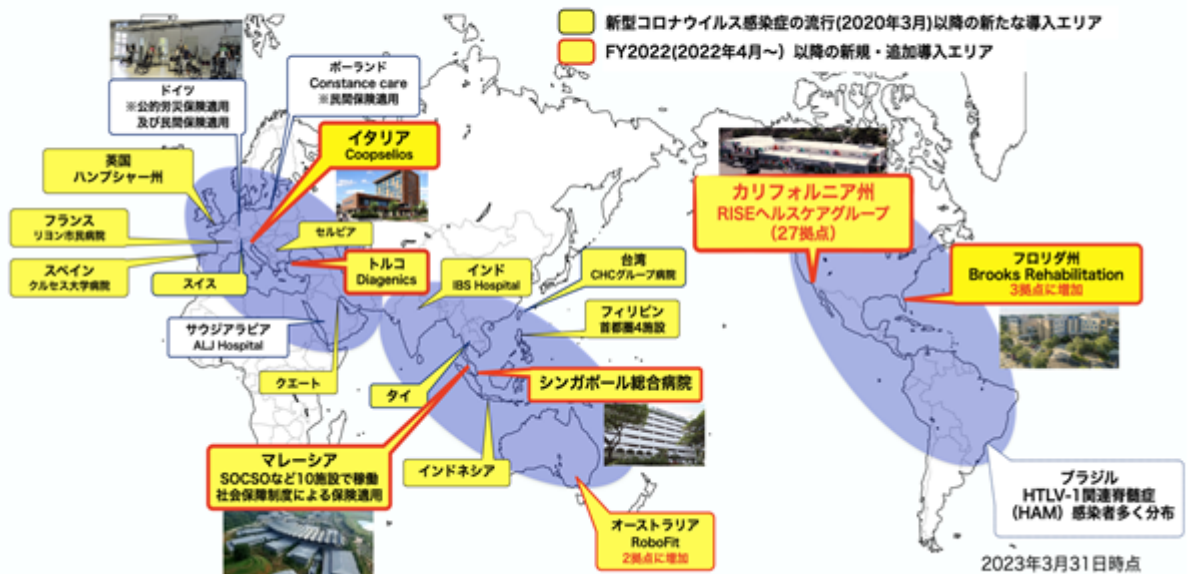 新型コロナウイルス感染症の流行(2020年3月)以降の新たな導入エリア
FY2022(2022年4月〜）以降の新規・追加導入エリア
ポーランド
Constance care
※民間保険適用
ドイツ
※公的労災保険適用
及び民間保険適用
イタリア
Coopselios
英国
ハンプシャー州
フランス
リヨン市民病院
スペイン
クルセス大学病院
スイス
セルビア
トルコ
Diagenics
サウジアラビア
ALJ Hospital
クエート
インド
IBS Hospital
台湾
CHCグループ病院
フィリピン
首都圏4施設
タイ
シンガポール総合病院
マレーシア
SOCSOなど10施設で稼働
社会保障制度による保険適用
インドネシア
オーストラリア
RoboFit
2拠点に増加
カリフォルニア州
RISEヘルスケアグループ
（27拠点）
フロリダ州
Brooks Rehabilitation
3拠点に増加
ブラジル
HTLV-1関連脊髄症
（HAM）感染者多く分布
2023年3月31日時点